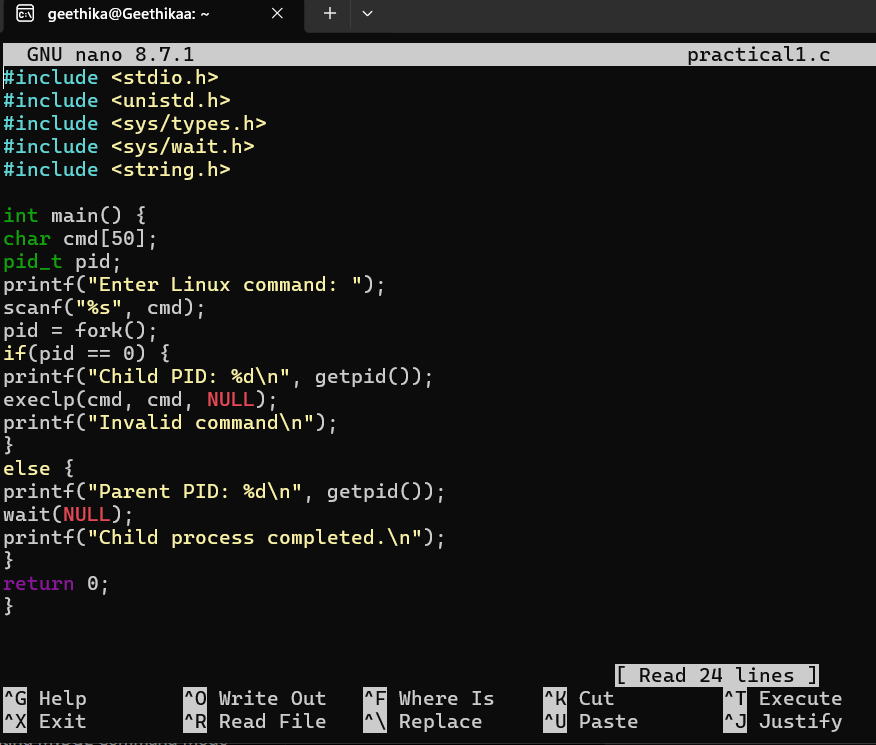 geethika@Geethikaa: ~
GNU nano 8.7.1 practical1.c
#include <stdio.h>
#include <unistd.h>
#include <sys/types.h>
#include <sys/wait.h>
#include <string.h>

int main() {
char cmd[50];
pid_t pid;
printf("Enter Linux command: ");
scanf("%s", cmd);
pid = fork();
if(pid == 0) {
printf("Child PID: %d\n", getpid());
execlp(cmd, cmd, NULL);
printf("Invalid command\n");
}
else {
printf("Parent PID: %d\n", getpid());
wait(NULL);
printf("Child process completed.\n");
}
return 0;
}

[ Read 24 lines ]
^G Help ^O Write Out ^F Where Is ^K Cut ^T Execute
^X Exit ^R Read File ^\ Replace ^U Paste ^J Justify